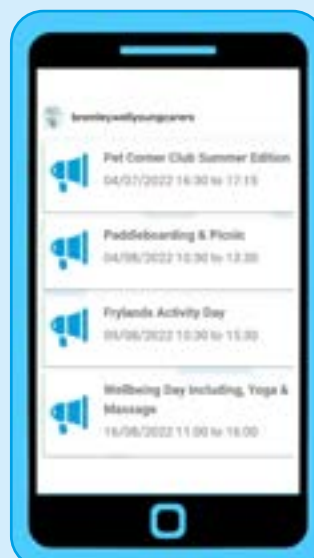 bromleywellyoungcarers
Pet Corner Club Summer Edition
04/07/2022 16:30 to 17:15
Paddleboarding & Picnic
04/08/2022 10:30 to 13:30
Frylands Activity Day
09/08/2022 10:30 to 15:30
Wellbeing Day Including, Yoga &
Massage
16/08/2022 11:00 to 16:00